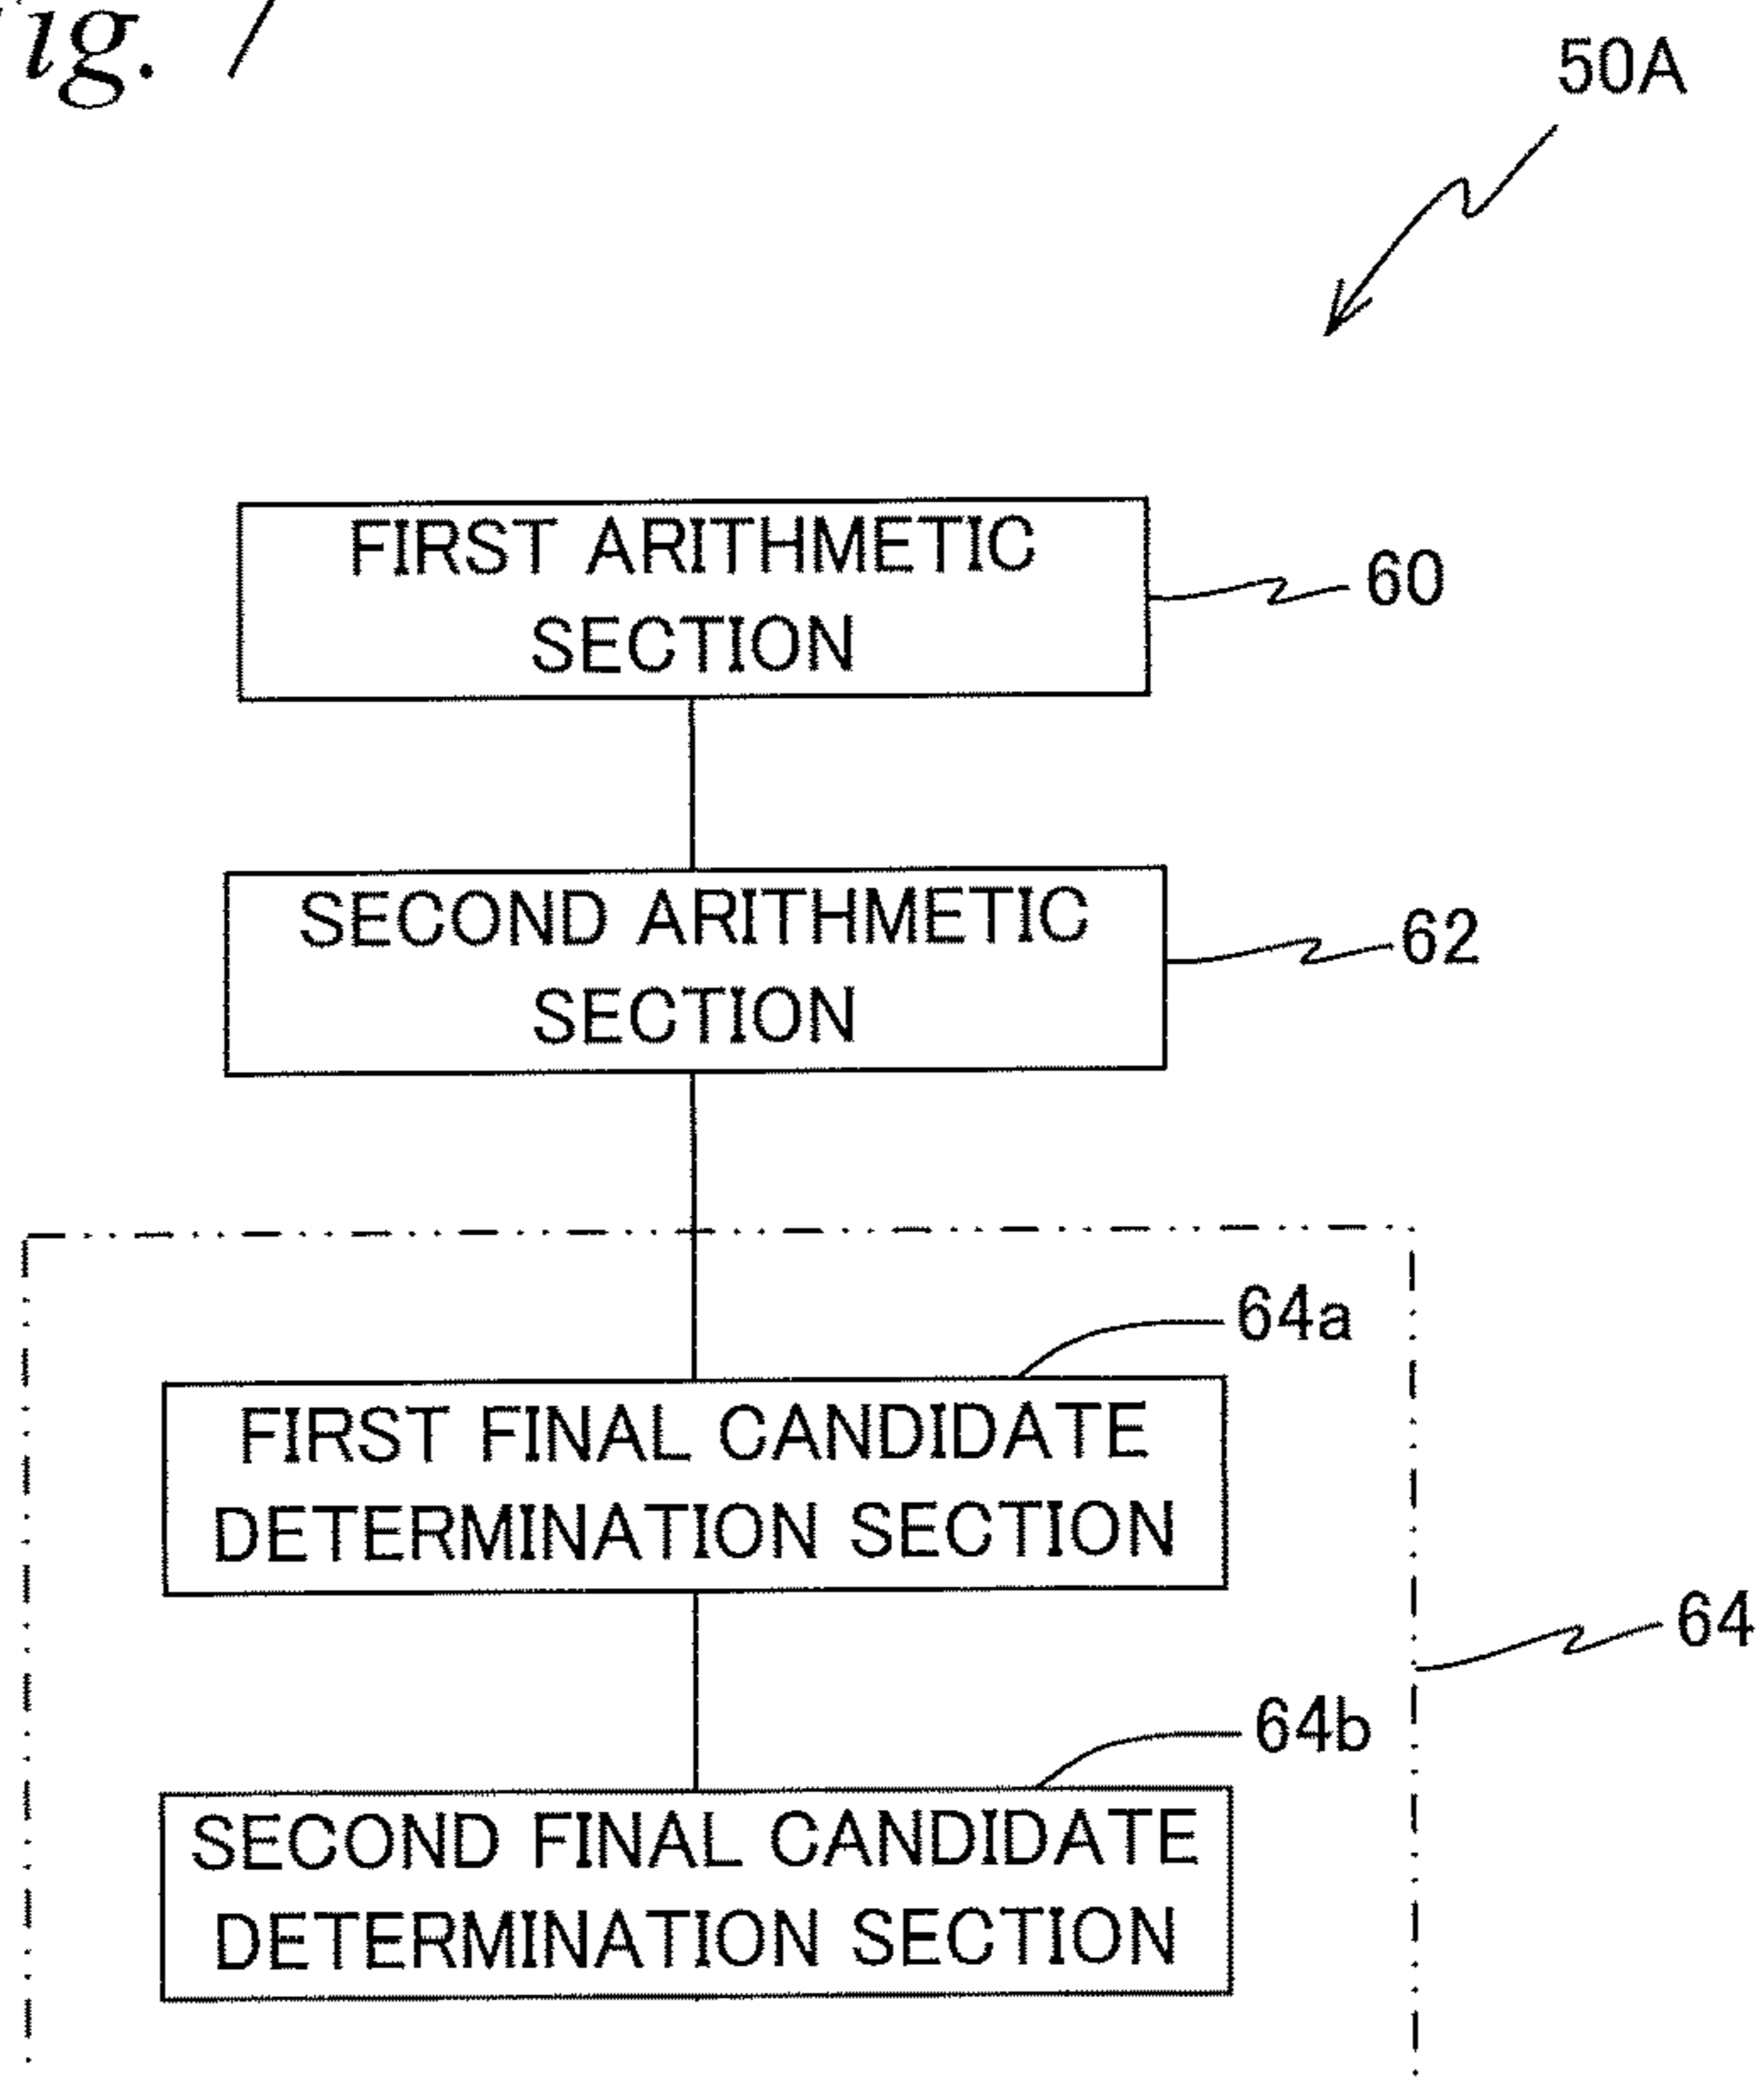 Fig. 7
50A
FIRST ARITHMETIC
SECTION
60
SECOND ARITHMETIC
SECTION
62
64a
FIRST FINAL CANDIDATE
DETERMINATION SECTION
64
64b
SECOND FINAL CANDIDATE
DETERMINATION SECTION